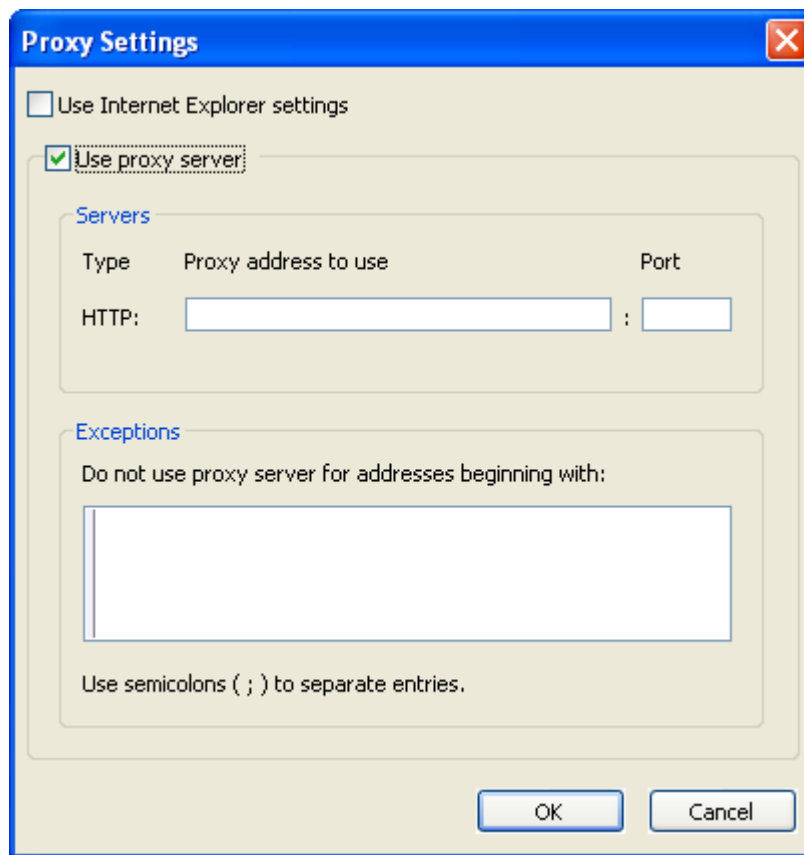 Proxy Settings
Use Internet Explorer settings
Use proxy server
Servers
Type Proxy address to use Port
HTTP: :
Exceptions
Do not use proxy server for addresses beginning with:
Use semicolons ( ; ) to separate entries.
OK Cancel